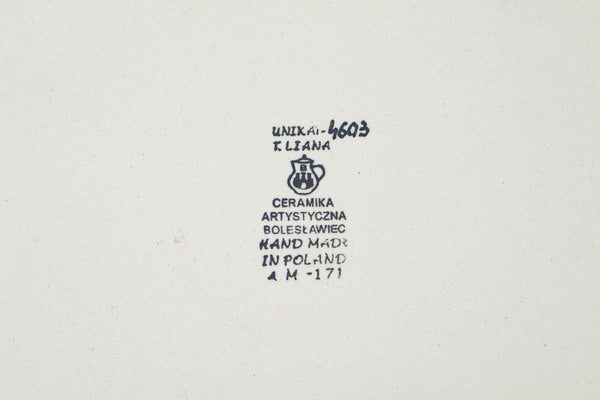 UNIKAT-4603
T. LIANA
B
CERAMIKA
ARTYSTYCZNA
BOLESŁAWIEC
HAND MADE
IN POLAND
A M -171